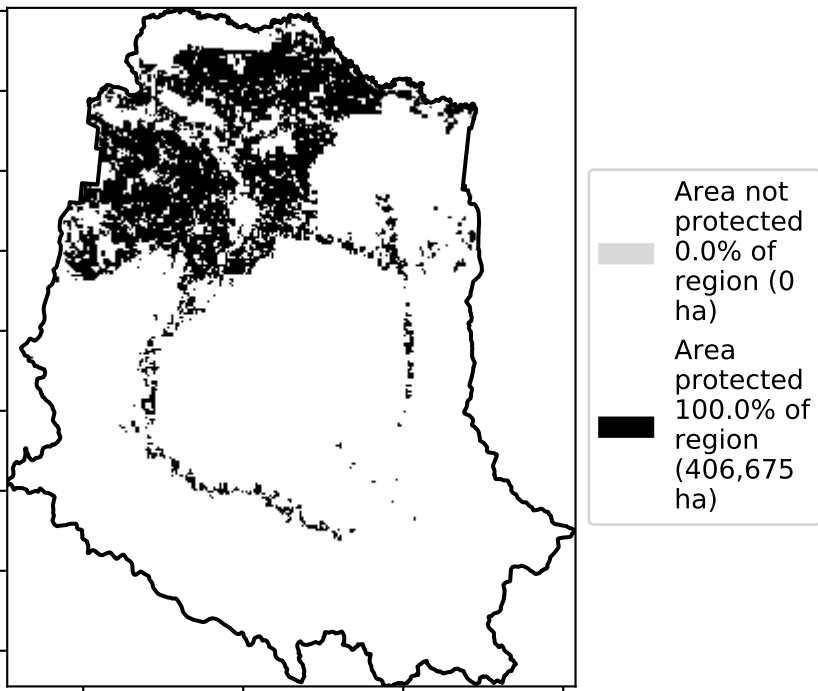 Area not
protected
0.0% of
region (0
ha)
Area
protected
100.0% of
region
(406,675
ha)